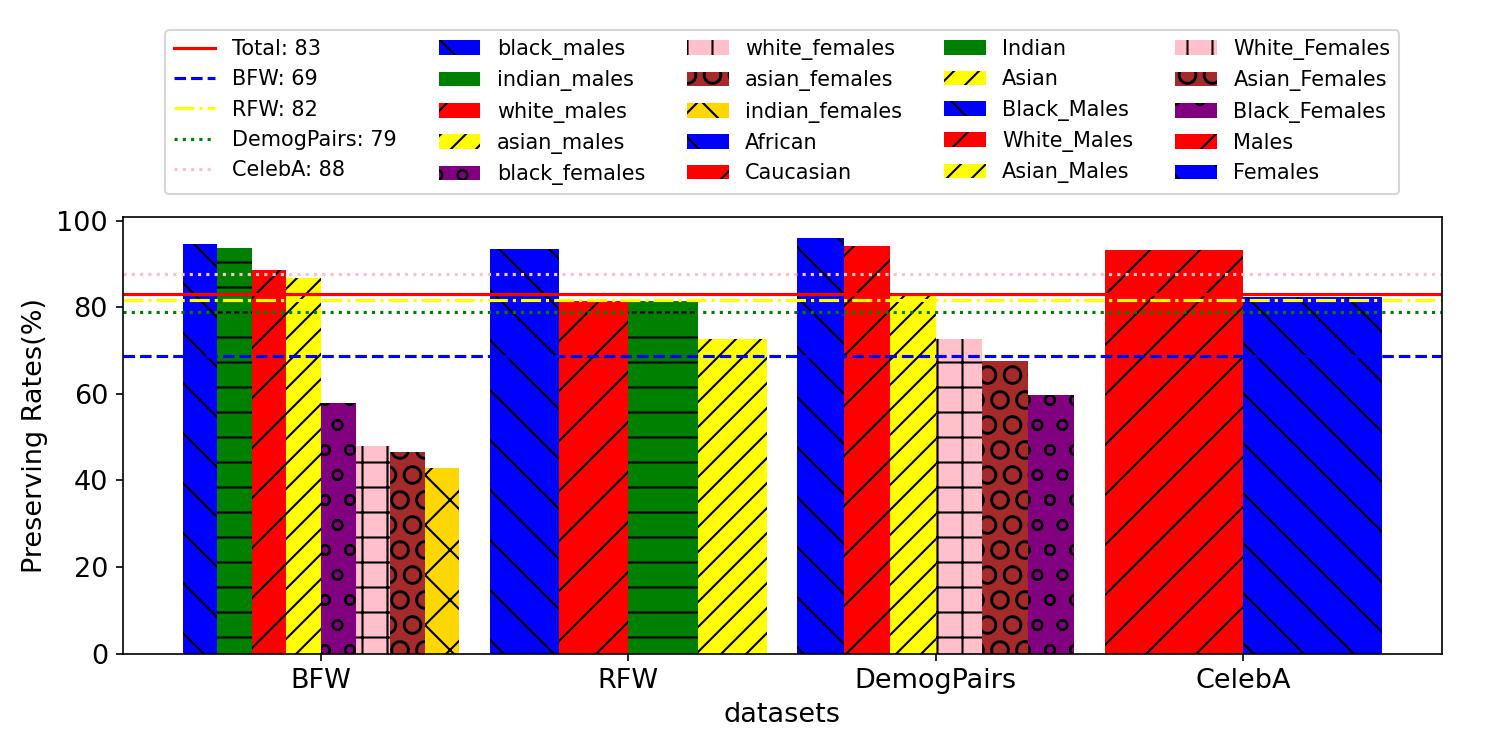 Total: 83
BFW: 69
RFW: 82
DemogPairs: 79
CelebA: 88
black_males
indian_males
white_males
asian_males
black_females
white_females
asian_females
indian_females
African
Caucasian
Indian
Asian
Black_Males
White_Males
Asian_Males
White_Females
Asian_Females
Black_Females
Males
Females
Preserving Rates(%)
100
80
60
40
20
0
BFW RFW DemogPairs CelebA
datasets